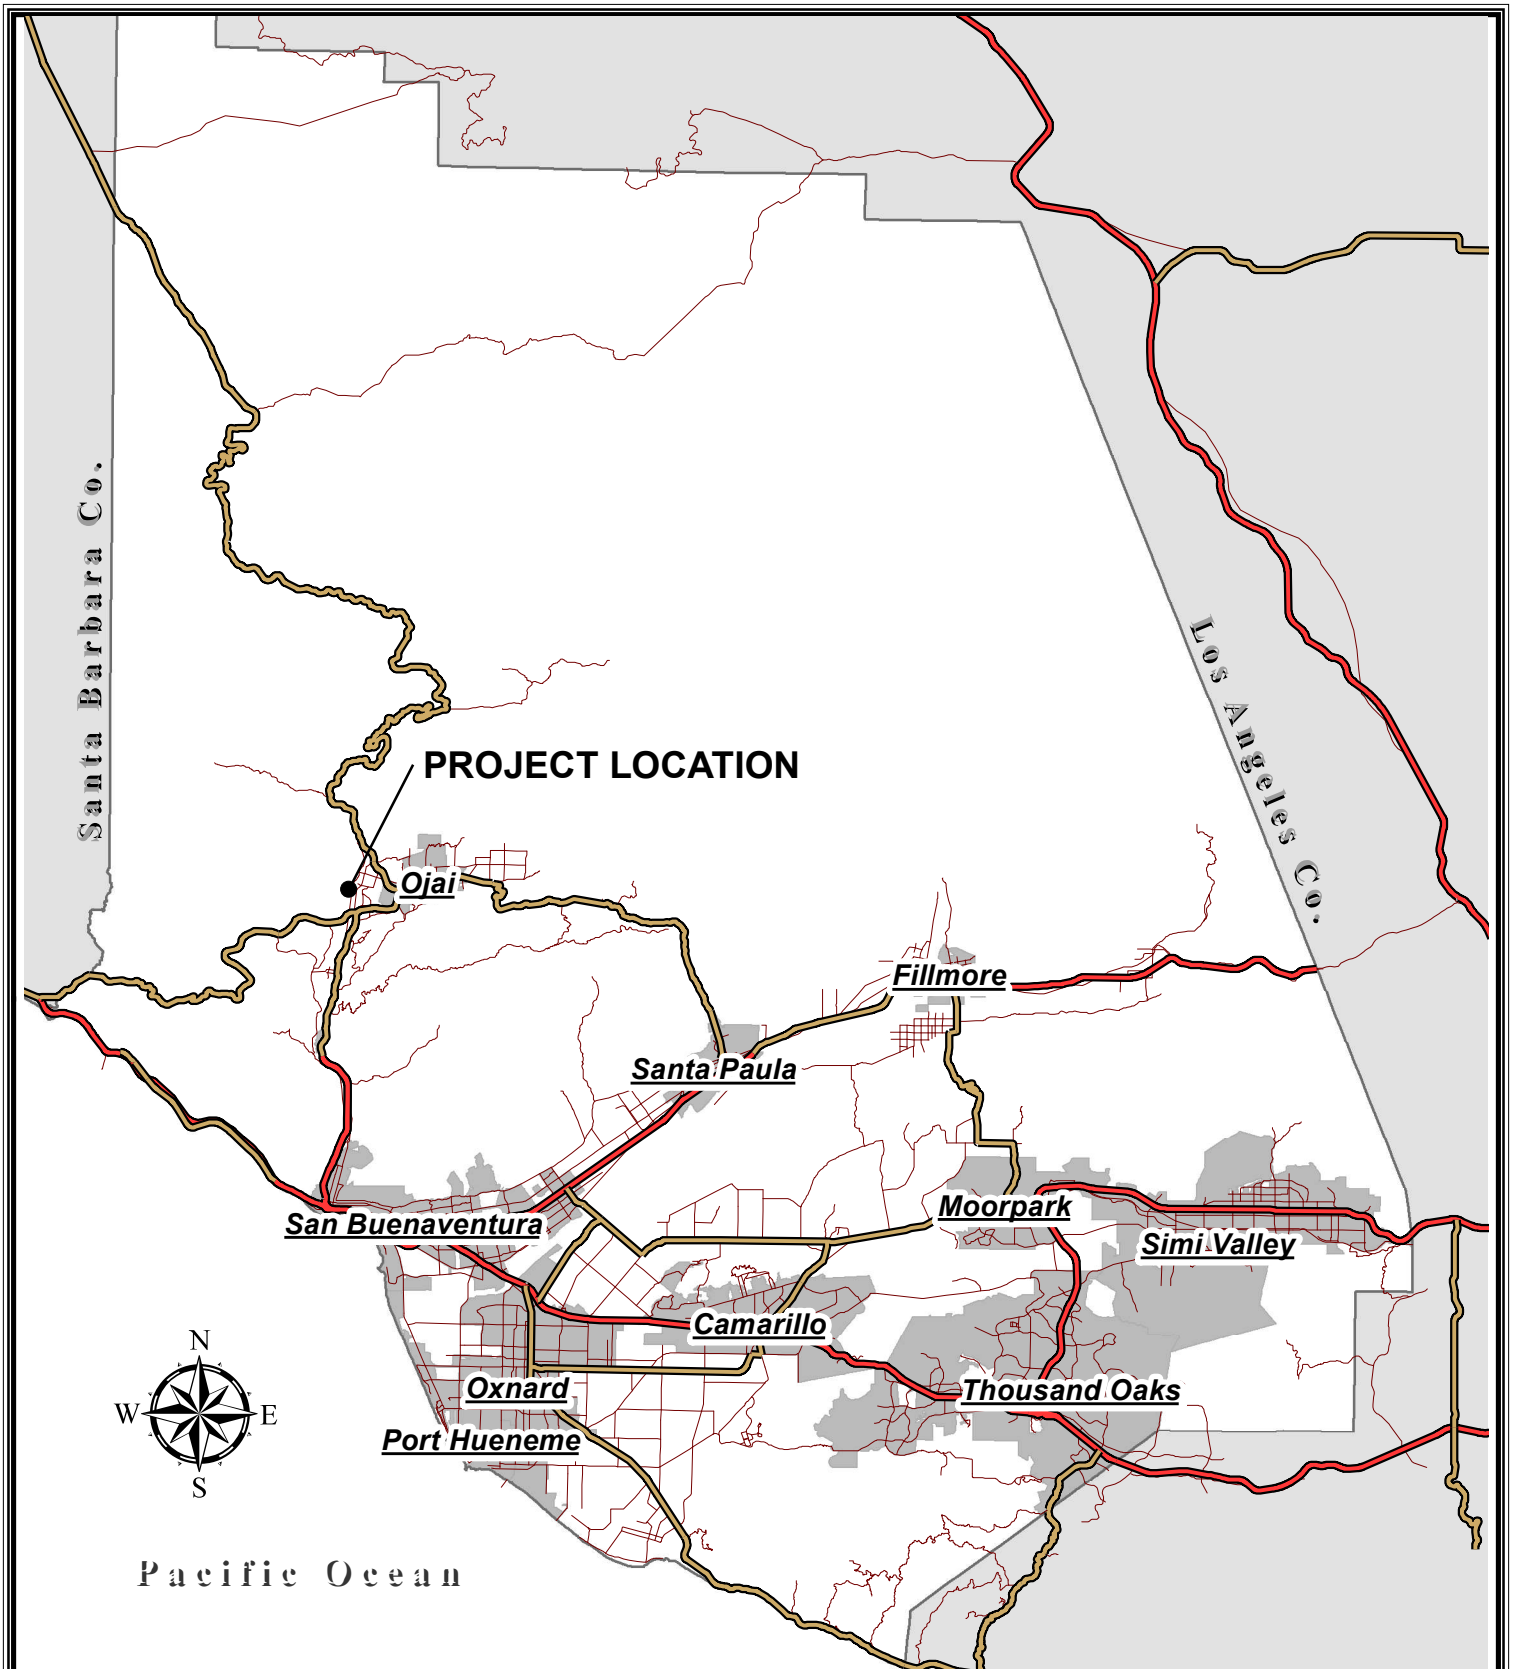 Santa Barbara Co.
Los Angeles Co.
PROJECT LOCATION
Ojai
Fillmore
Santa Paula
San Buenaventura
Moorpark
Simi Valley
Camarillo
Oxnard
Thousand Oaks
Port Hueneme
N
W E
S
Pacific Ocean